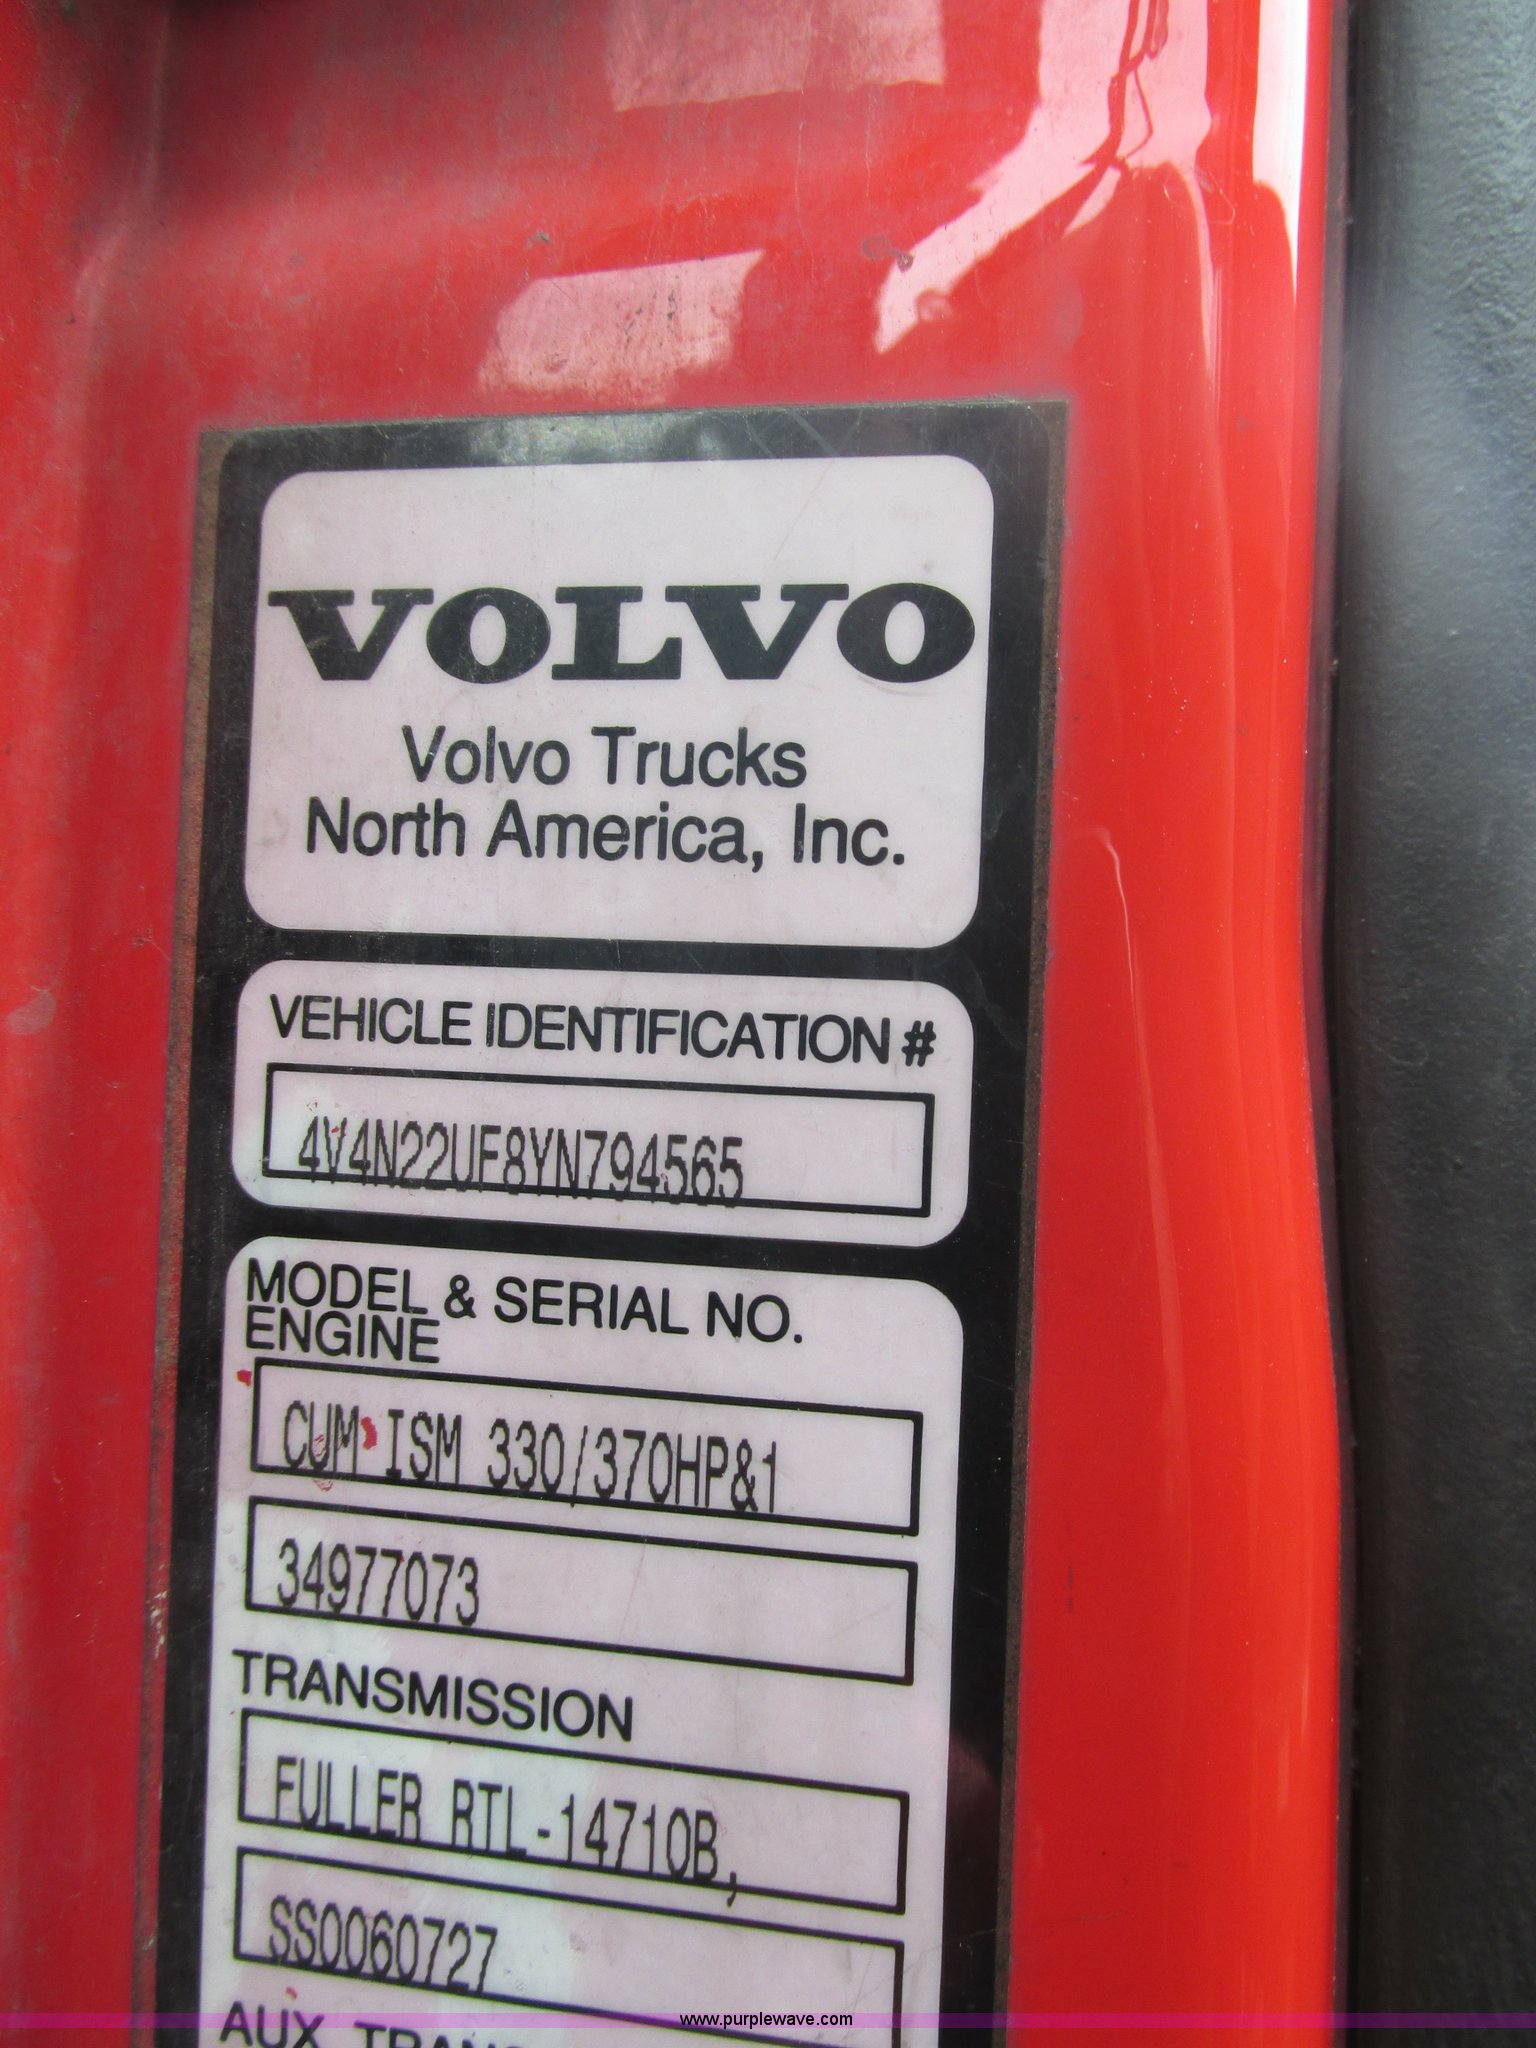 VOLVO
Volvo Trucks
North America, Inc.
VEHICLE IDENTIFICATION #
4V4N22UF8YN794565
MODEL & SERIAL NO.
ENGINE
CUM ISM 330/370HP&1
34977073
TRANSMISSION
FULLER RTL-14710B,
SS0060727
AUX
www.purplewave.com